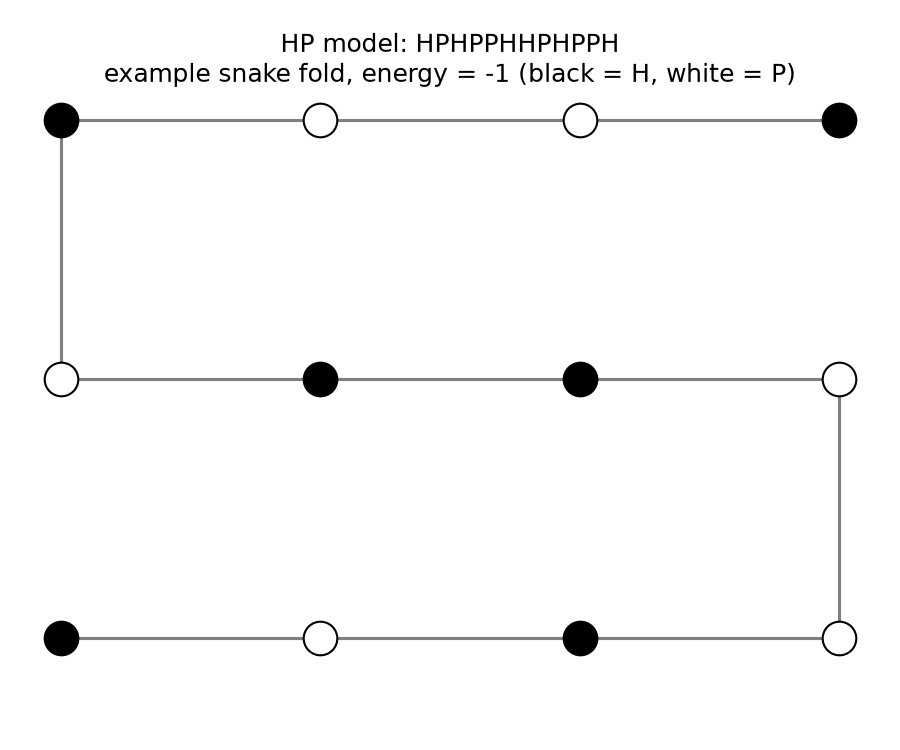 HP model: HPHPPHHPHPPH
example snake fold, energy = -1 (black = H, white = P)